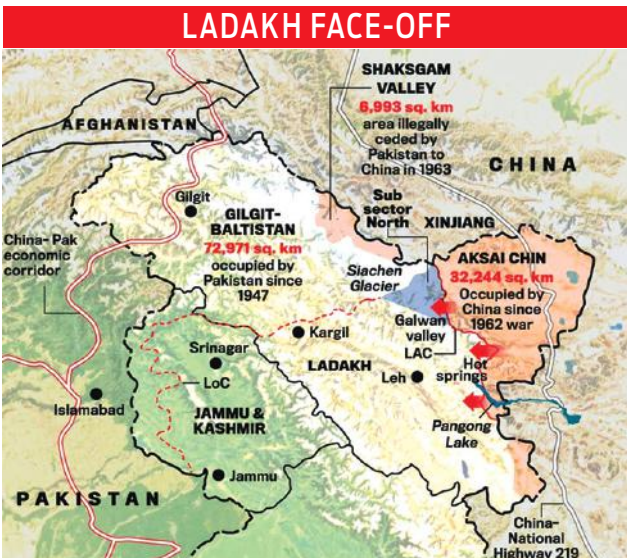 LADAKH FACE-OFF
SHAKSGAM
VALLEY
6,993 sq. km
area illegally
ceded by
Pakistan to
China in 1963
AFGHANISTAN
CHINA
Gilgit
Sub
sector
North
XINJIANG
GILGIT-
BALTISTAN
72,971 sq. km
occupied by
Pakistan since
1947
China- Pak
economic
corridor
AKSAI CHIN
32,244 sq. km
Occupied by
China since
1962 war
Siachen
Glacier
Galwan
valley
LAC
Kargil
Srinagar
LADAKH
Hot
springs
Leh
LoC
Islamabad
JAMMU &
KASHMIR
Pangong
Lake
Jammu
PAKISTAN
China-
National
Highway 219